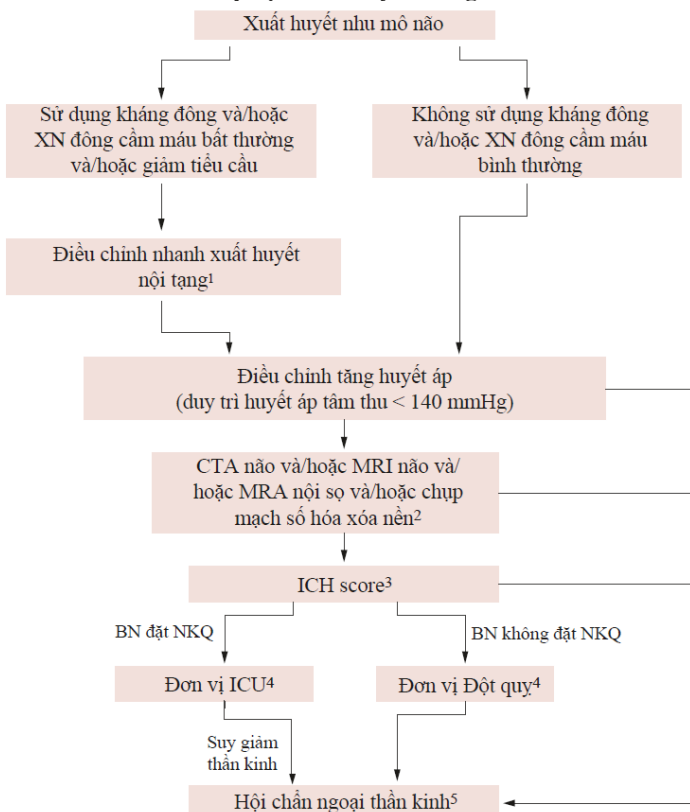 Xuất huyết nhu mô não
Sử dụng kháng đông và/hoặc
XN đông cầm máu bất thường
và/hoặc giảm tiểu cầu
Không sử dụng kháng đông
và/hoặc XN đông cầm máu
bình thường
Điều chỉnh nhanh xuất huyết
nội tạng1
Điều chỉnh tăng huyết áp
(duy trì huyết áp tâm thu < 140 mmHg)
CTA não và/hoặc MRI não và/
hoặc MRA nội sọ và/hoặc chụp
mạch số hóa xóa nền2
ICH score3
BN đặt NKQ
BN không đặt NKQ
Đơn vị ICU4
Đơn vị Đột quỵ4
Suy giảm
thần kinh
Hội chẩn ngoại thần kinh5